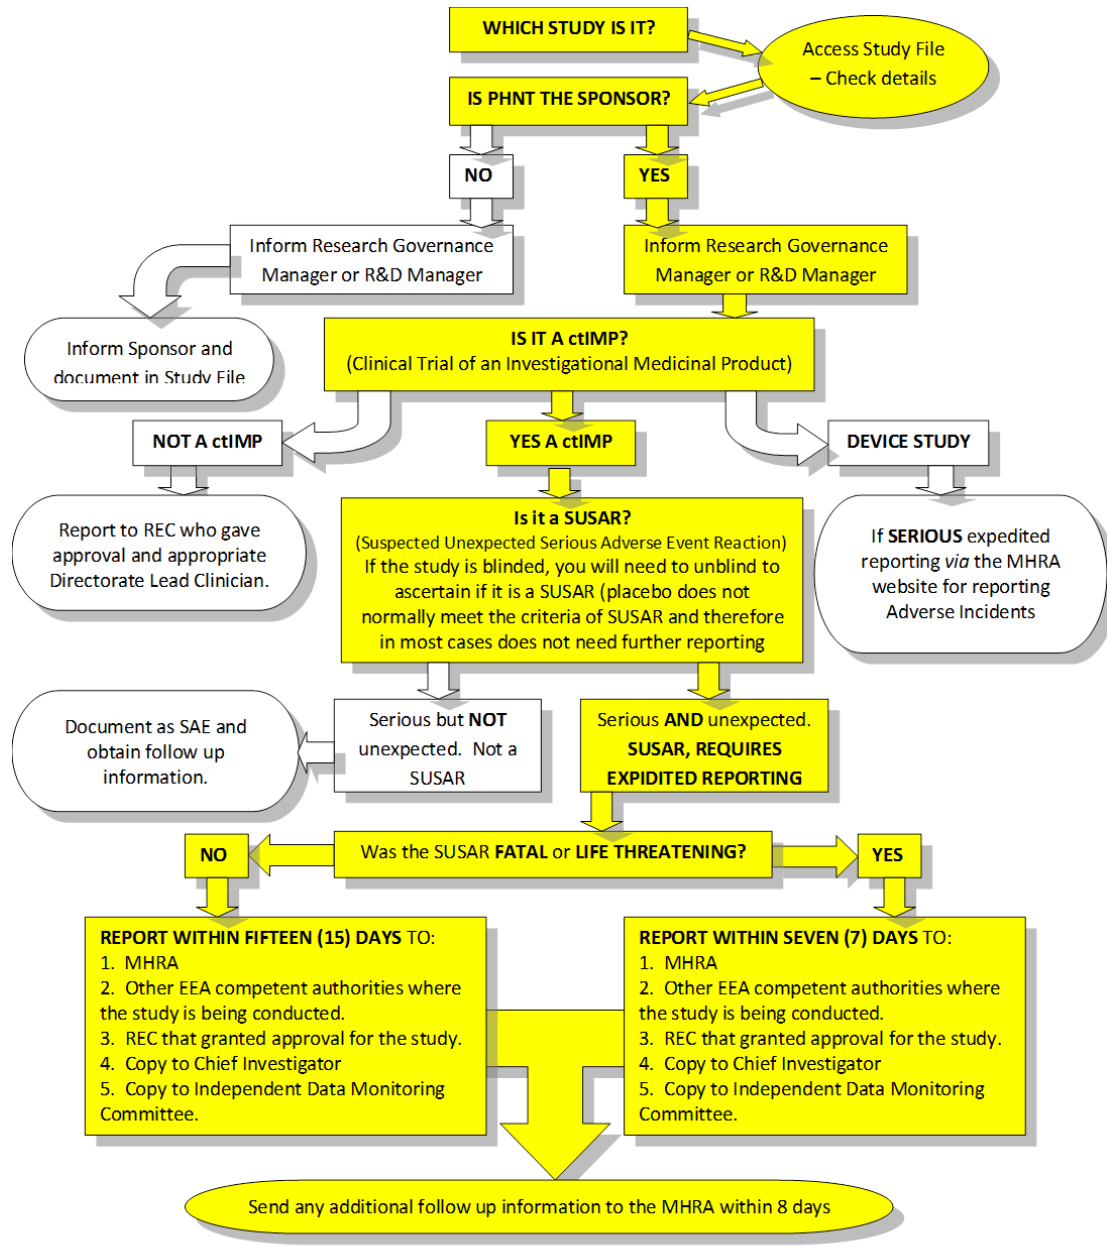 WHICH STUDY IS IT?
Access Study File
– Check details
IS PHNT THE SPONSOR?
NO
YES
Inform Research Governance
Manager or R&D Manager
Inform Research Governance
Manager or R&D Manager
Inform Sponsor and
document in Study File
IS IT A ctIMP?
(Clinical Trial of an Investigational Medicinal Product)
NOT A ctIMP
YES A ctIMP
DEVICE STUDY
Report to REC who gave
approval and appropriate
Directorate Lead Clinician.
Is it a SUSAR?
(Suspected Unexpected Serious Adverse Event Reaction)
If the study is blinded, you will need to unblind to
ascertain if it is a SUSAR (placebo does not
normally meet the criteria of SUSAR and therefore
in most cases does not need further reporting
If SERIOUS expedited
reporting via the MHRA
website for reporting
Adverse Incidents
Document as SAE and
obtain follow up
information.
Serious but NOT
unexpected.  Not a
SUSAR
Serious AND unexpected.
SUSAR, REQUIRES
EXPIDITED REPORTING
NO
Was the SUSAR FATAL or LIFE THREATENING?
YES
REPORT WITHIN FIFTEEN (15) DAYS TO:
1.  MHRA
2.  Other EEA competent authorities where
the study is being conducted.
3.  REC that granted approval for the study.
4.  Copy to Chief Investigator
5.  Copy to Independent Data Monitoring
Committee.
REPORT WITHIN SEVEN (7) DAYS TO:
1.  MHRA
2.  Other EEA competent authorities where
the study is being conducted.
3.  REC that granted approval for the study.
4.  Copy to Chief Investigator
5.  Copy to Independent Data Monitoring
Committee.
Send any additional follow up information to the MHRA within 8 days